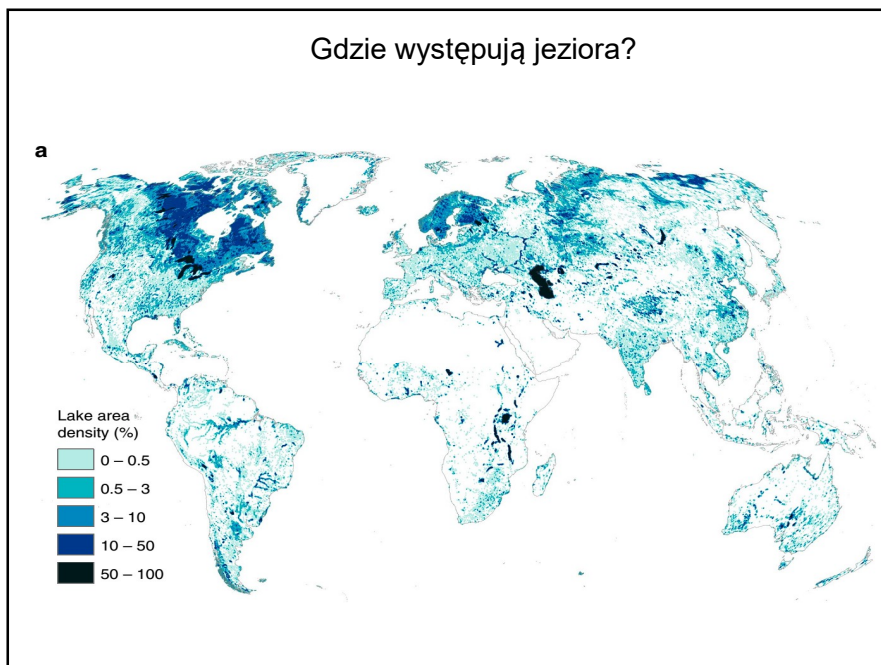 Gdzie występują jeziora?
a
Lake area
density (%)
0 – 0.5
0.5 – 3
3 – 10
10 – 50
50 – 100